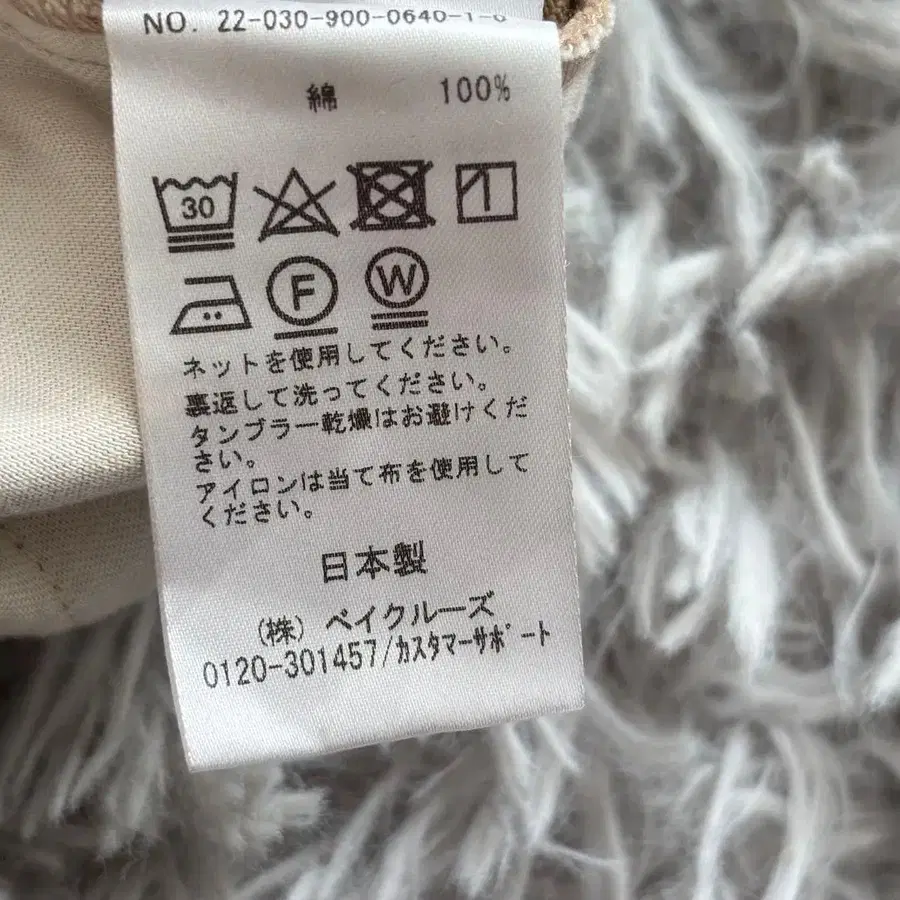 NO. 22-030-900-0640-1-6
綿 100%
30
F W
ネットを使用してください。
裏返して洗ってください。
タンブラー乾燥はお避けくだ
さい。
アイロンは当て布を使用して
ください。
日本製
(株) ベイクルーズ
0120-301457/カスタマーサポート